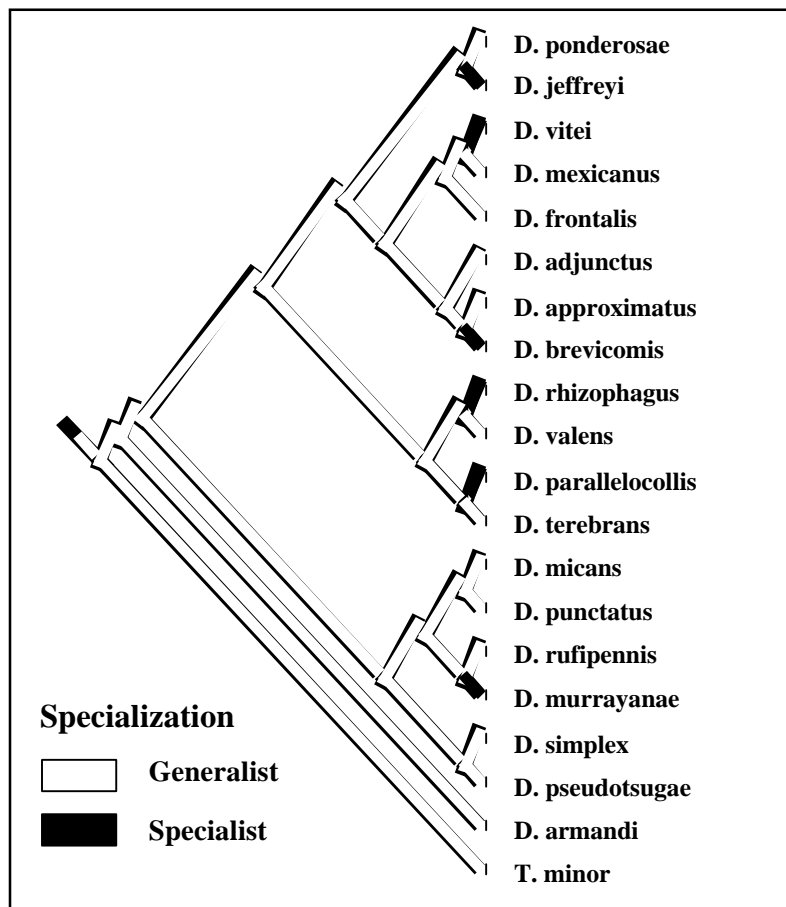 D. ponderosae
D. jeffreyi
D. vitei
D. mexicanus
D. frontalis
D. adjunctus
D. approximatus
D. brevicomis
D. rhizophagus
D. valens
D. parallelocollis
D. terebrans
D. micans
D. punctatus
D. rufipennis
D. murrayanae
D. simplex
D. pseudotsugae
D. armandi
T. minor
Specialization
Generalist
Specialist